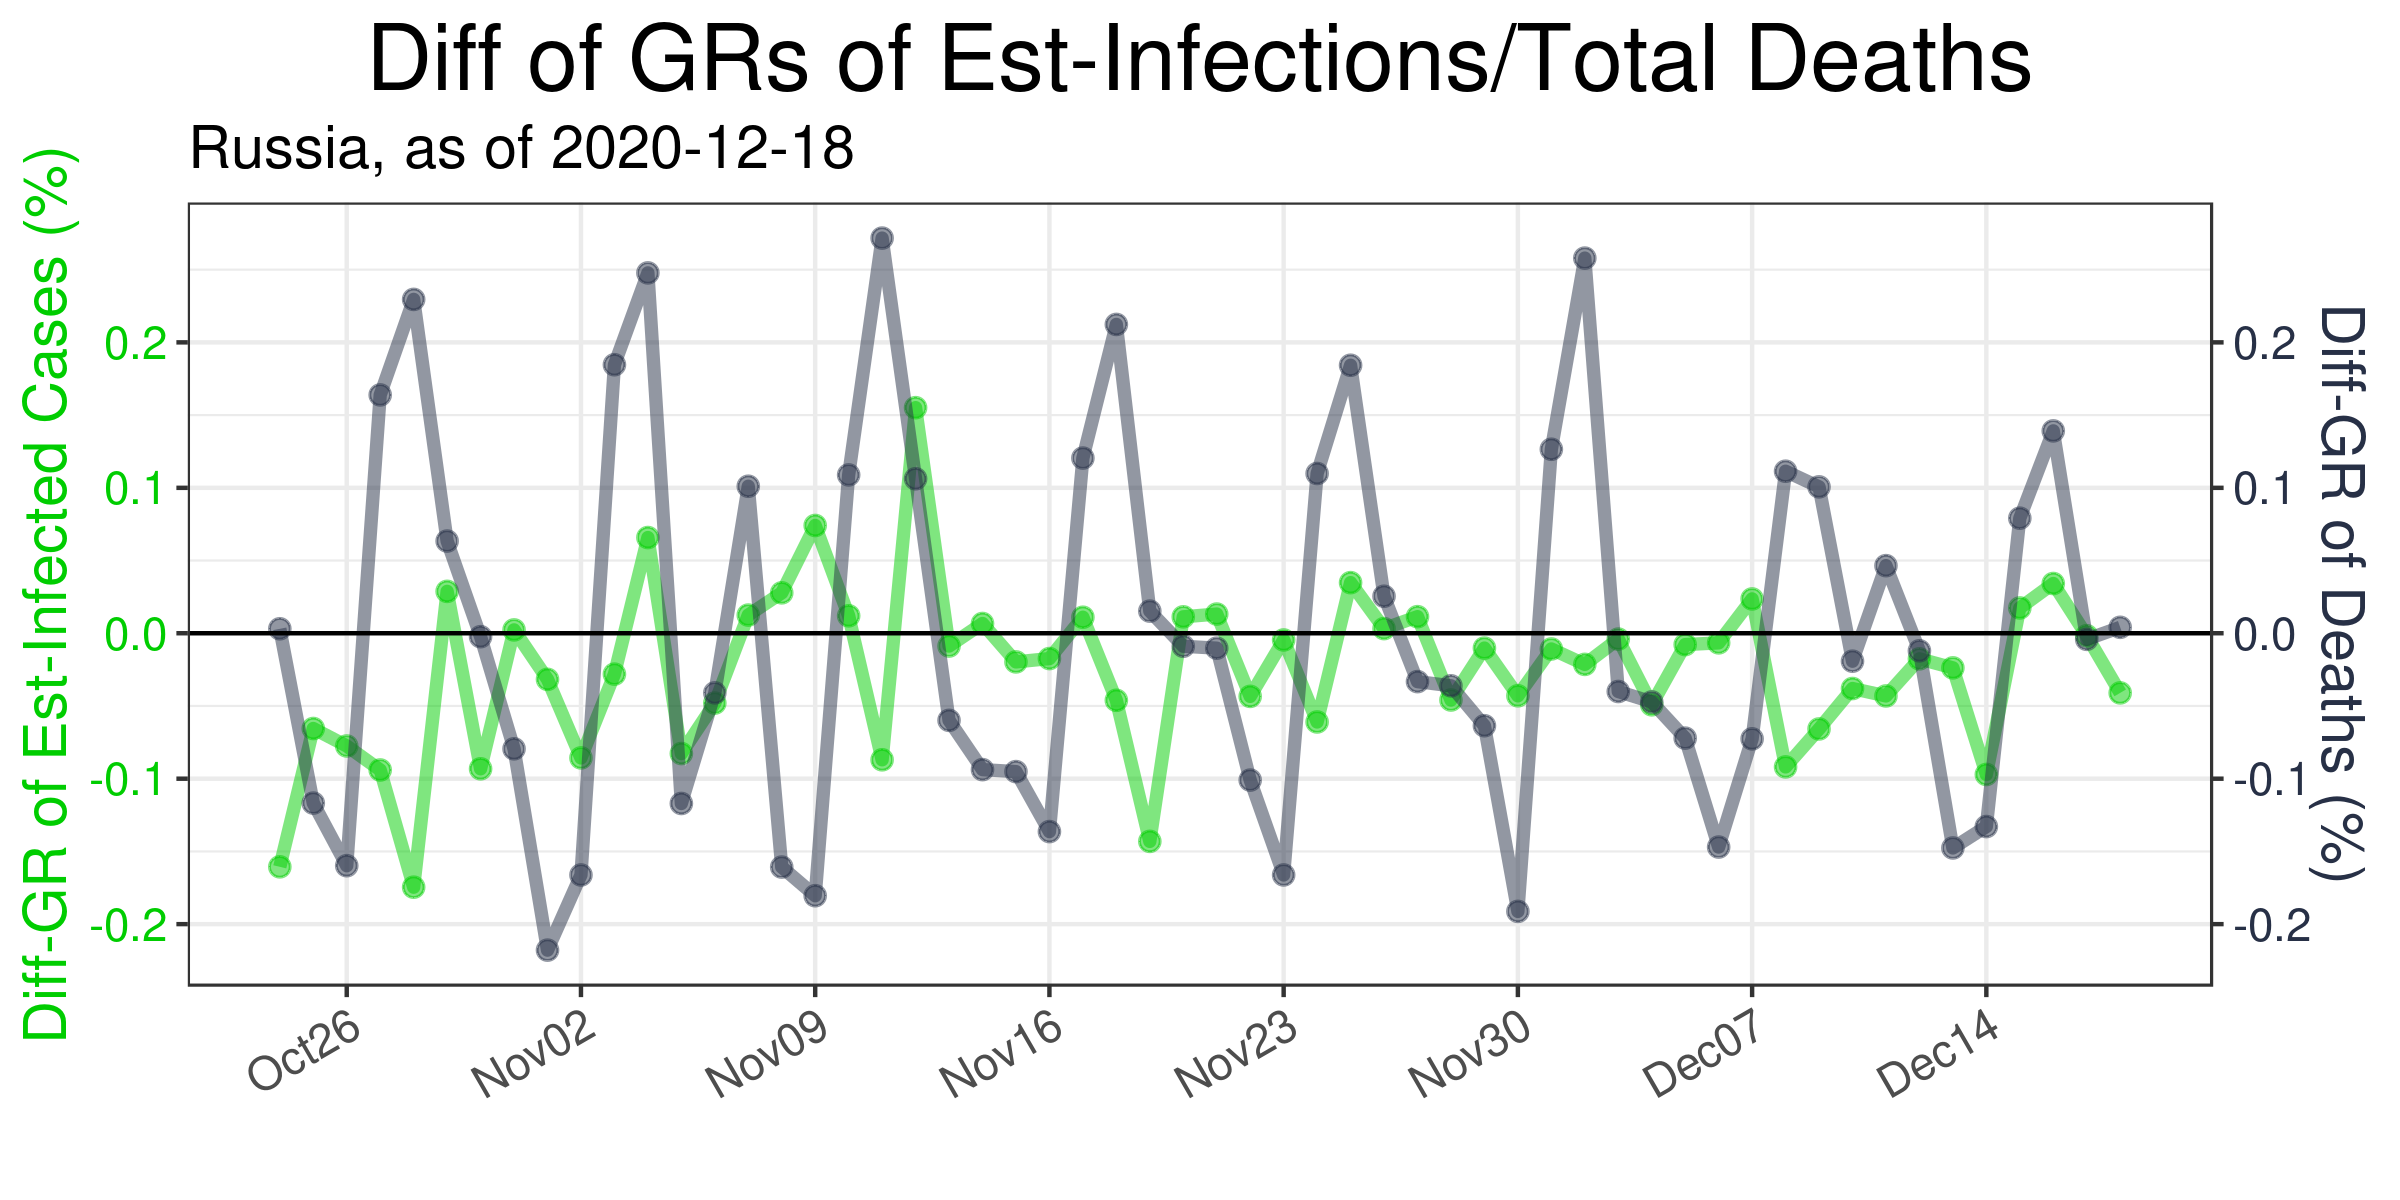 Diff of GRs of Est-Infections/Total Deaths
Russia, as of 2020-12-18
Diff-GR of Est-Infected Cases (%)
0.2
0.1
0.0
-0.1
-0.2
0.2
0.1
0.0
-0.1
-0.2
Diff-GR of Deaths (%)
Oct26
Nov02
Nov09
Nov16
Nov23
Nov30
Dec07
Dec14